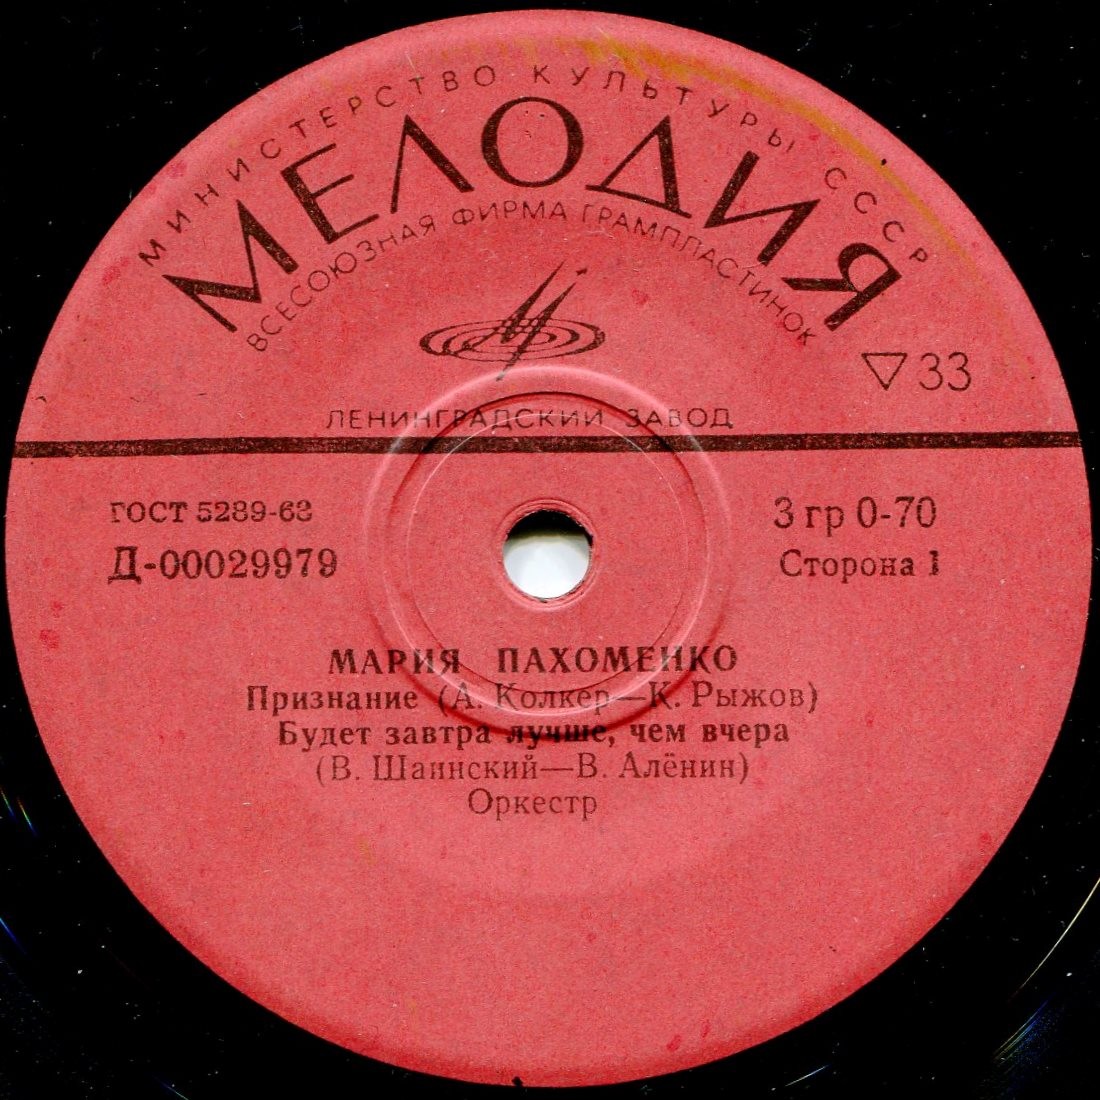 МИНИСТЕРСТВО КУЛЬТУРЫ СССР
МЕЛОДИЯ
ВСЕСОЮЗНАЯ ФИРМА ГРАМПЛАСТИНОК
33
ЛЕНИНГРАДСКИЙ ЗАВОД
ГОСТ 5289-68
3 гр 0-70
Д-00029979
Сторона 1
МАРИЯ ПАХОМЕНКО
Признание (А. Колкер—К. Рыжов)
Будет завтра лучше, чем вчера
(В. Шаинский—В. Алёнин)
Оркестр